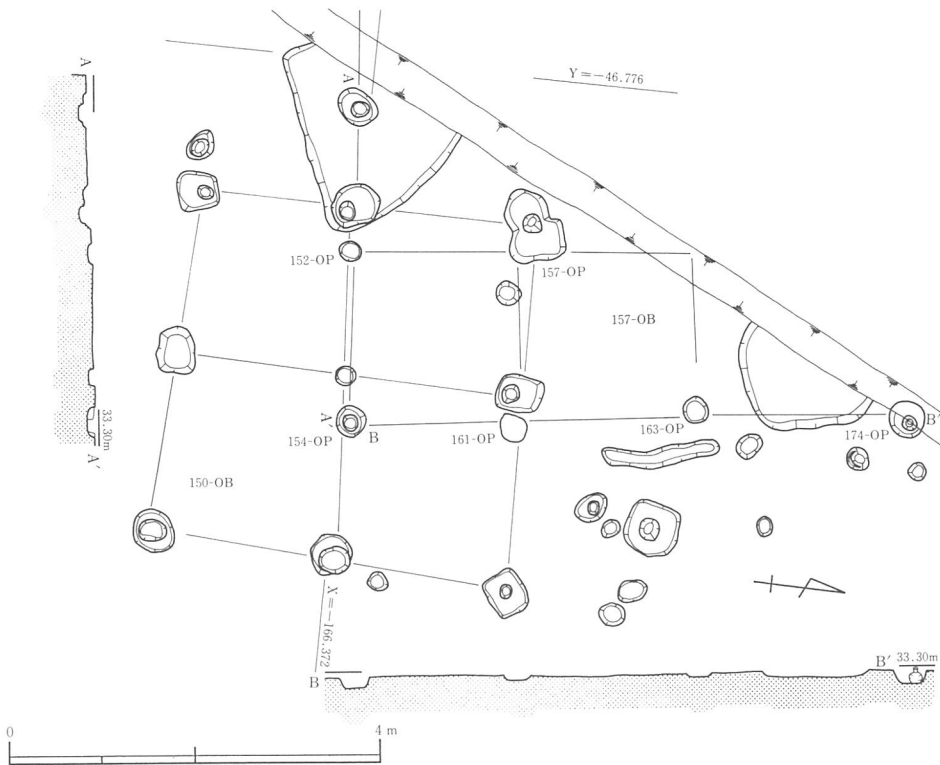 A
A
Y=-46.776
152-OP
157-OP
157-OB
33.30m
A′
A′
B
154-OP
161-OP
163-OP
B′
174-OP
150-OB
X=-166.372
B
B′
33.30m
0
4 m